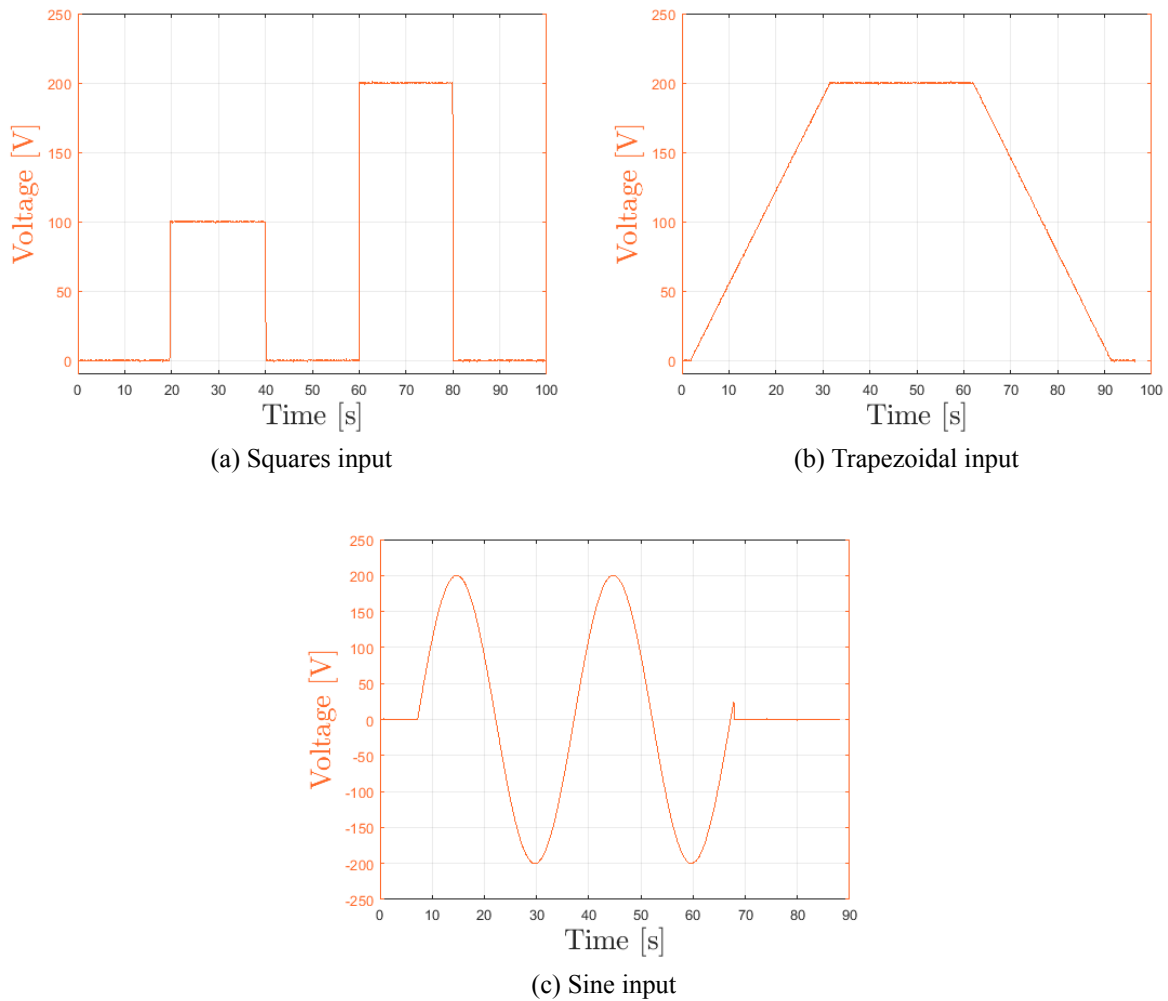 250
200
150
100
50
0
Voltage [V]
0 10 20 30 40 50 60 70 80 90 100
Time [s]
(a) Squares input
250
200
150
100
50
0
Voltage [V]
0 10 20 30 40 50 60 70 80 90 100
Time [s]
(b) Trapezoidal input
250
200
150
100
50
0
-50
-100
-150
-200
-250
Voltage [V]
0 10 20 30 40 50 60 70 80 90
Time [s]
(c) Sine input